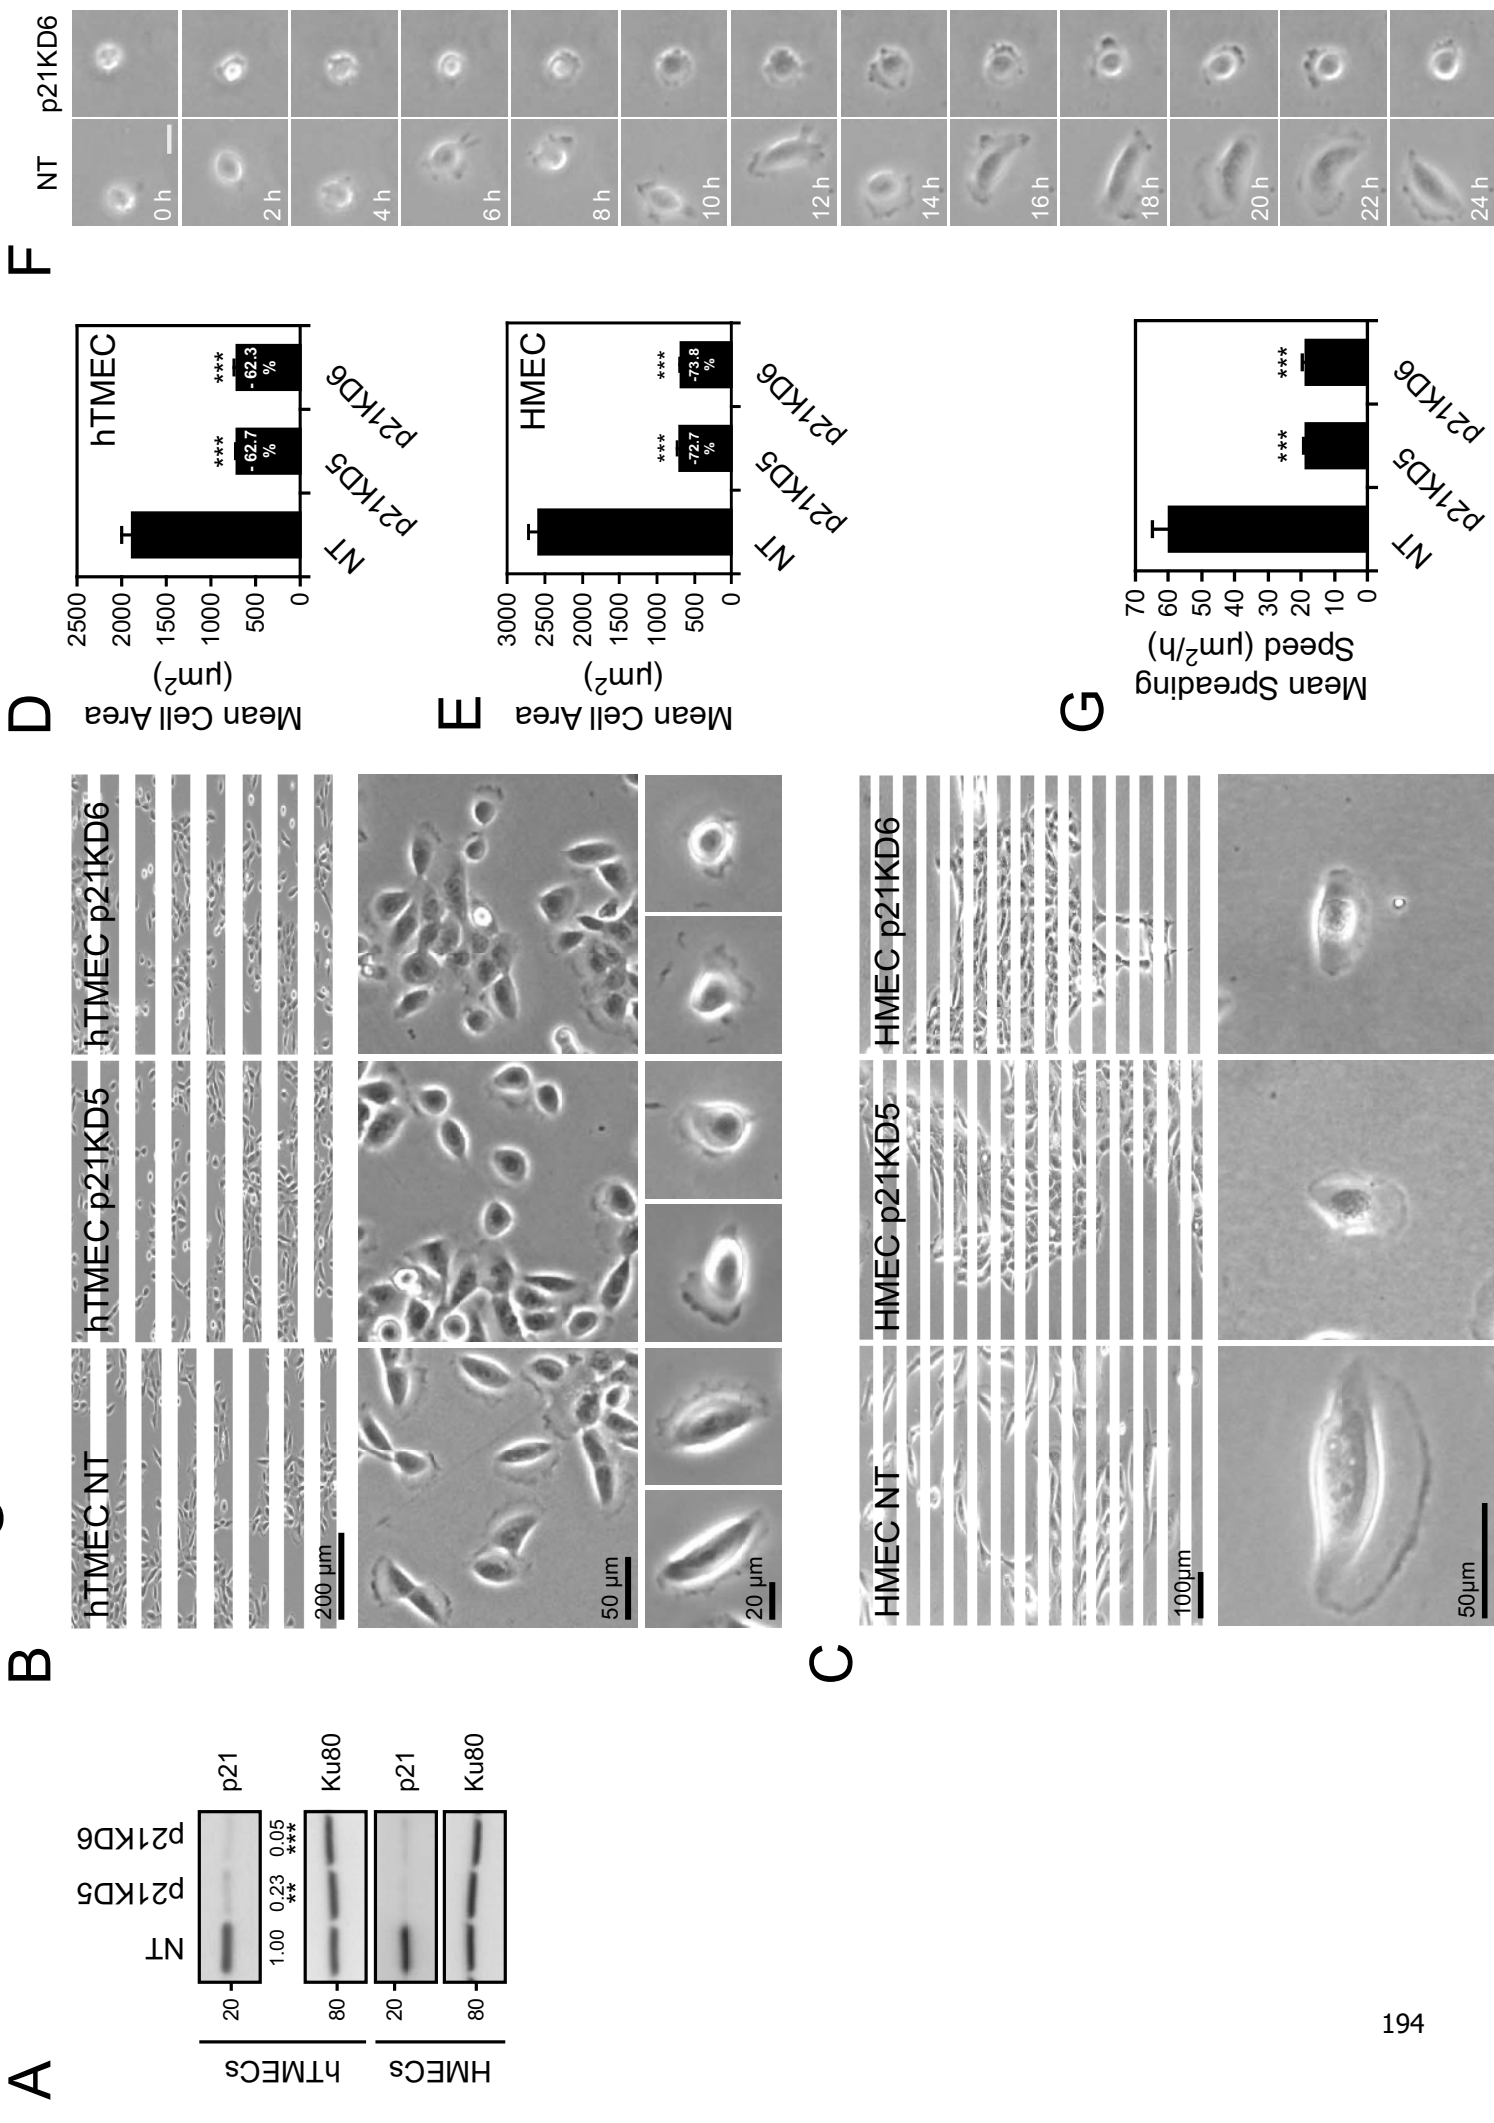 A
NT
p21KD5
p21KD6
hTMECs
20
p21
1.00
0.23
0.05
**
***
80
Ku80
HMECs
20
p21
80
Ku80
B
hTMEC NT
hTMEC p21KD5
hTMEC p21KD6
200 µm
50 µm
20 µm
C
HMEC NT
HMEC p21KD5
HMEC p21KD6
100µm
50µm
D
Mean Cell Area
(µm²)
2500
2000
1500
1000
500
0
hTMEC
***
***
- 62.7
%
- 62.3
%
NT
p21KD5
p21KD6
E
Mean Cell Area
(µm²)
3000
2500
2000
1500
1000
500
0
HMEC
***
***
-72.7
%
-73.8
%
NT
p21KD5
p21KD6
F
NT
p21KD6
0 h
2 h
4 h
6 h
8 h
10 h
12 h
14 h
16 h
18 h
20 h
22 h
24 h
G
Mean Spreading
Speed (µm²/h)
70
60
50
40
30
20
10
0
***
***
NT
p21KD5
p21KD6
194